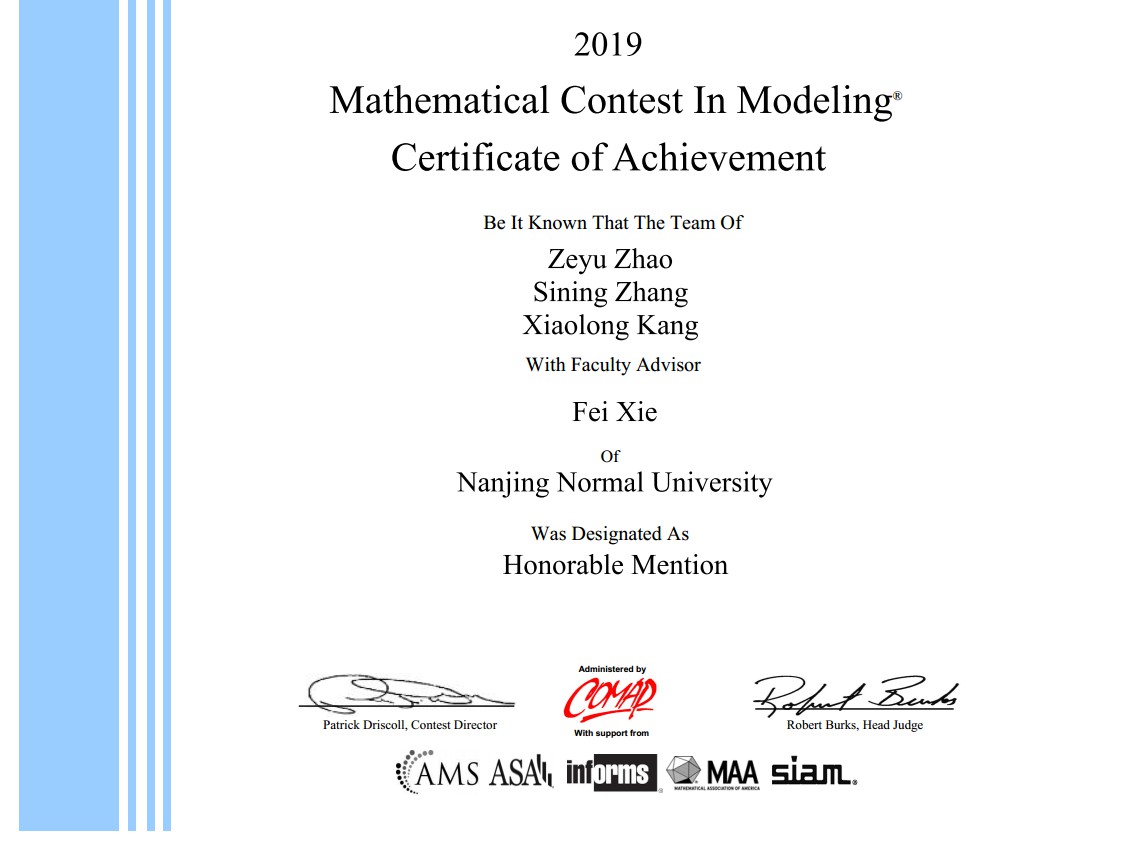 2019
Mathematical Contest In Modeling®
Certificate of Achievement
Be It Known That The Team Of
Zeyu Zhao
Sining Zhang
Xiaolong Kang
With Faculty Advisor
Fei Xie
Of
Nanjing Normal University
Was Designated As
Honorable Mention
Administered by
COMAP
With support from
Robert Burks
Patrick Driscoll, Contest Director
Robert Burks, Head Judge
AMS ASA informs® MAA siam®
MATHEMATICAL ASSOCIATION OF AMERICA